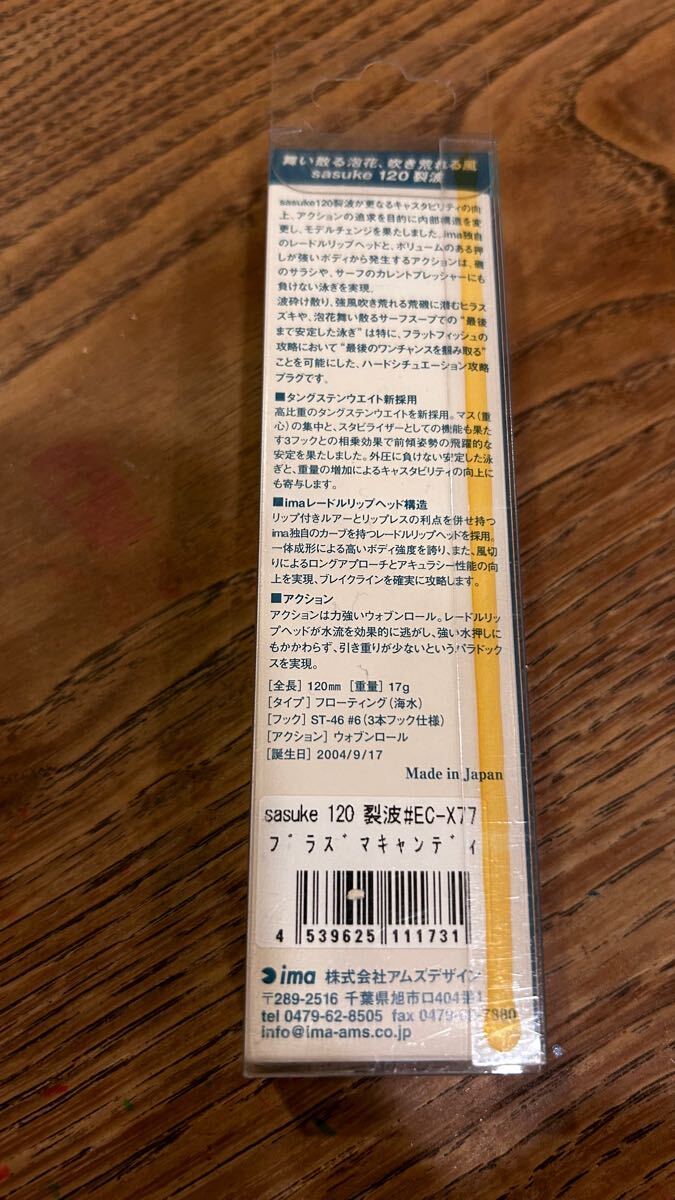 舞い散る泡花、吹き荒れる風
sasuke 120 裂波
sasuke120裂波が更なるキャスタビリティの向
上、アクションの追求を目的に内部構造を変
更し、モデルチェンジを果たしました。ima独自
のレードルリップヘッドと、ボリュームのある押
しが強いボディから発生するアクションは、磯
のサラシや、サーフのカレントプレッシャーにも
負けない泳ぎを実現。
波砕け散り、強風吹き荒れる荒磯に潜むヒラス
ズキや、泡花舞い散るサーフスープでの“最後
まで安定した泳ぎ”は特に、フラットフィッシュの
攻略において“最後のワンチャンスを掴み取る”
ことを可能にした、ハードシチュエーション攻略
プラグです。
■タングステンウエイト新採用
高比重のタングステンウエイトを新採用。マス(重
心)の集中と、スタビライザーとしての機能も果た
す3フックとの相乗効果で前傾姿勢の飛躍的な
安定を果たしました。外圧に負けない安定した泳
ぎと、重量の増加によるキャスタビリティの向上に
も寄与します。
■imaレードルリップヘッド構造
リップ付きルアーとリップレスの利点を併せ持つ
ima独自のカーブを持つレードルリップヘッドを採用。
一体成形による高いボディ強度を誇り、また、風切
りによるロングアプローチとアキュラシー性能の向
上を実現、ブレイクラインを確実に攻略します。
■アクション
アクションは力強いウォブンロール。レードルリッ
プヘッドが水流を効果的に逃がし、強い水押しに
もかかわらず、引き重りが少ないというパラドック
スを実現。
[全長] 120mm [重量] 17g
[タイプ] フローティング(海水)
[フック] ST-46 #6(3本フック仕様)
[アクション] ウォブンロール
[誕生日] 2004/9/17
Made in Japan
sasuke 120 裂波#EC-X77
プラズマキャンディ
4 539625 111731
ima 株式会社アムズデザイン
〒289-2516 千葉県旭市ロ404番1
tel 0479-62-8505 fax 0479-62-7880
info@ima-ams.co.jp